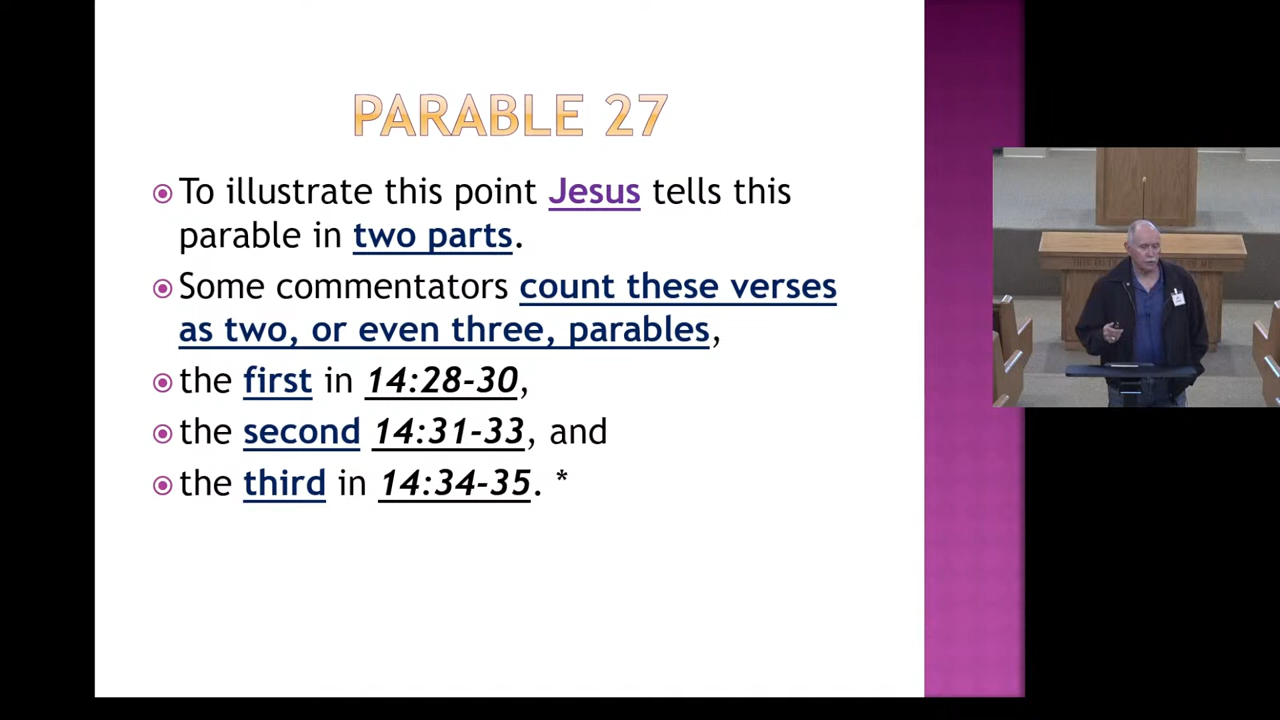 PARABLE 27
To illustrate this point Jesus tells this
parable in two parts.
Some commentators count these verses
as two, or even three, parables,
the first in 14:28-30,
the second 14:31-33, and
the third in 14:34-35. *